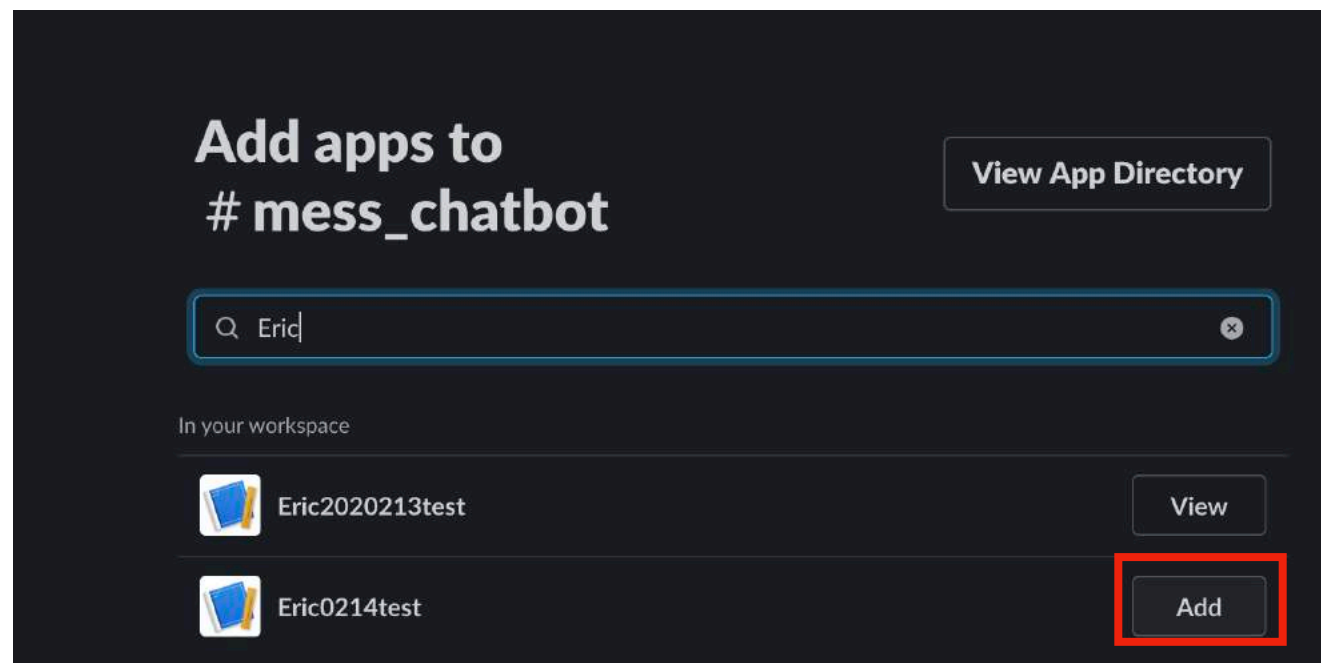 Add apps to
# mess_chatbot
View App Directory
Eric
In your workspace
Eric2020213test
View
Eric0214test
Add